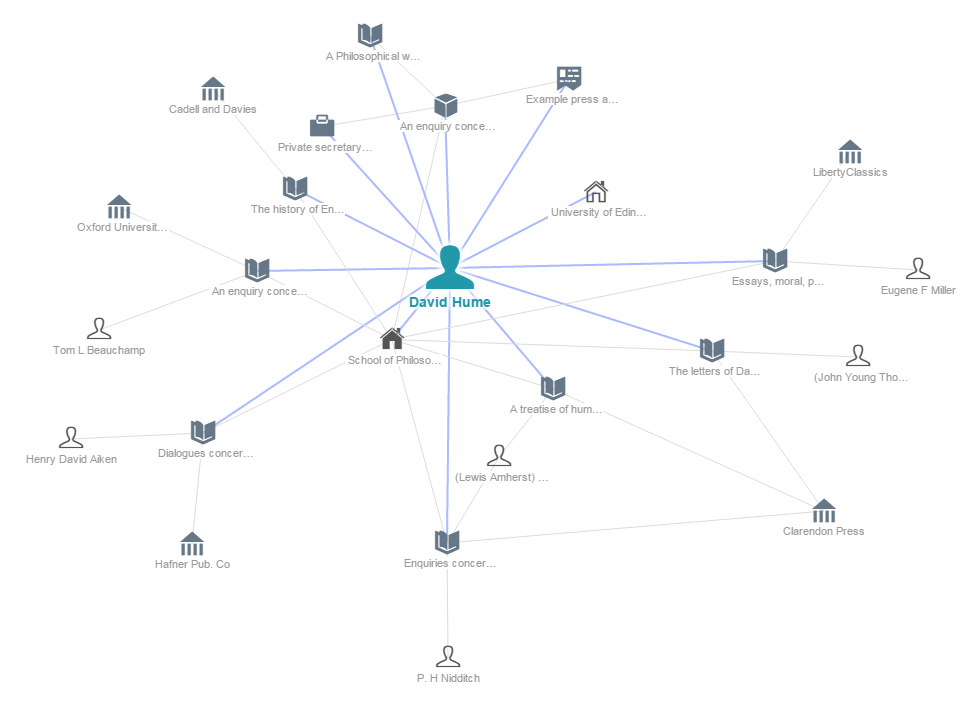 A Philosophical w...
Example press a...
Cadell and Davies
An enquiry conce...
Private secretary...
LibertyClassics
The history of En...
University of Edin...
Oxford Universit...
Essays, moral, p...
An enquiry conce...
Eugene F Miller
David Hume
Tom L Beauchamp
School of Philoso...
The letters of Da...
(John Young Tho...
A treatise of hum...
Dialogues concer...
Henry David Aiken
(Lewis Amherst) ...
Clarendon Press
Hafner Pub. Co
Enquiries concer...
P. H Nidditch